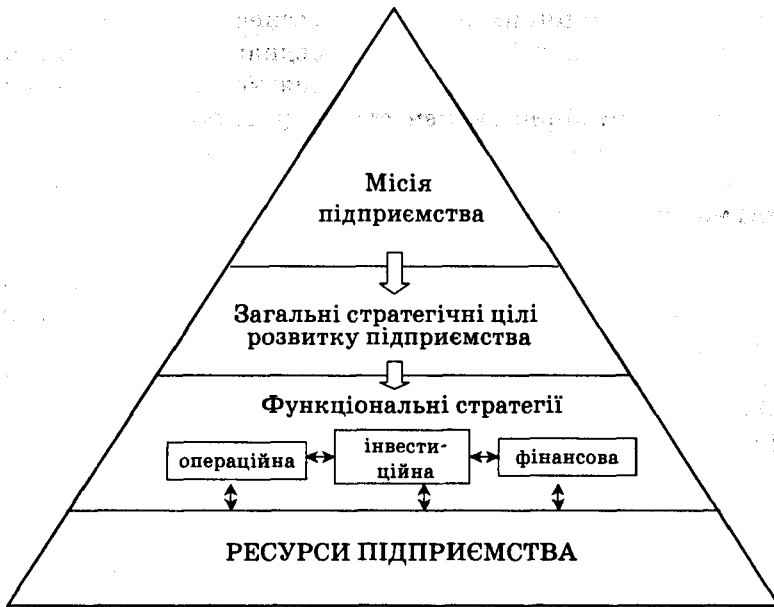 Місія
підприємства
Загальні стратегічні цілі
розвитку підприємства
Функціональні стратегії
операційна
інвести-
ційна
фінансова
РЕСУРСИ ПІДПРИЄМСТВА